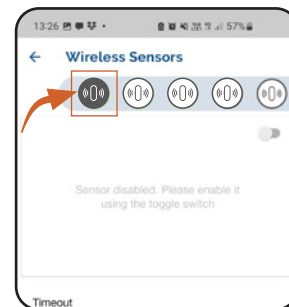 13:26
57%
Wireless Sensors
Sensor disabled. Please enable it
using the toggle switch
Timeout